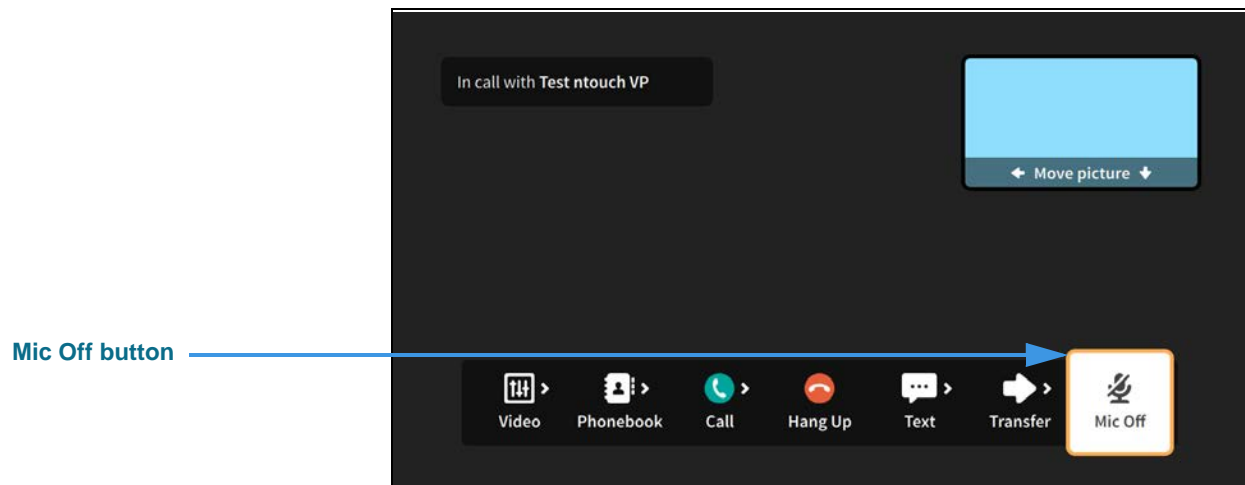 In call with Test ntouch VP
Move picture
Mic Off button
Video Phonebook Call Hang Up Text Transfer Mic Off